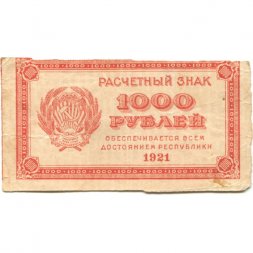 РАСЧЕТНЫЙ ЗНАК
1000
РУБЛЕЙ
ОБЕСПЕЧИВАЕТСЯ ВСЕМ
ДОСТОЯНИЕМ РЕСПУБЛИКИ
1921